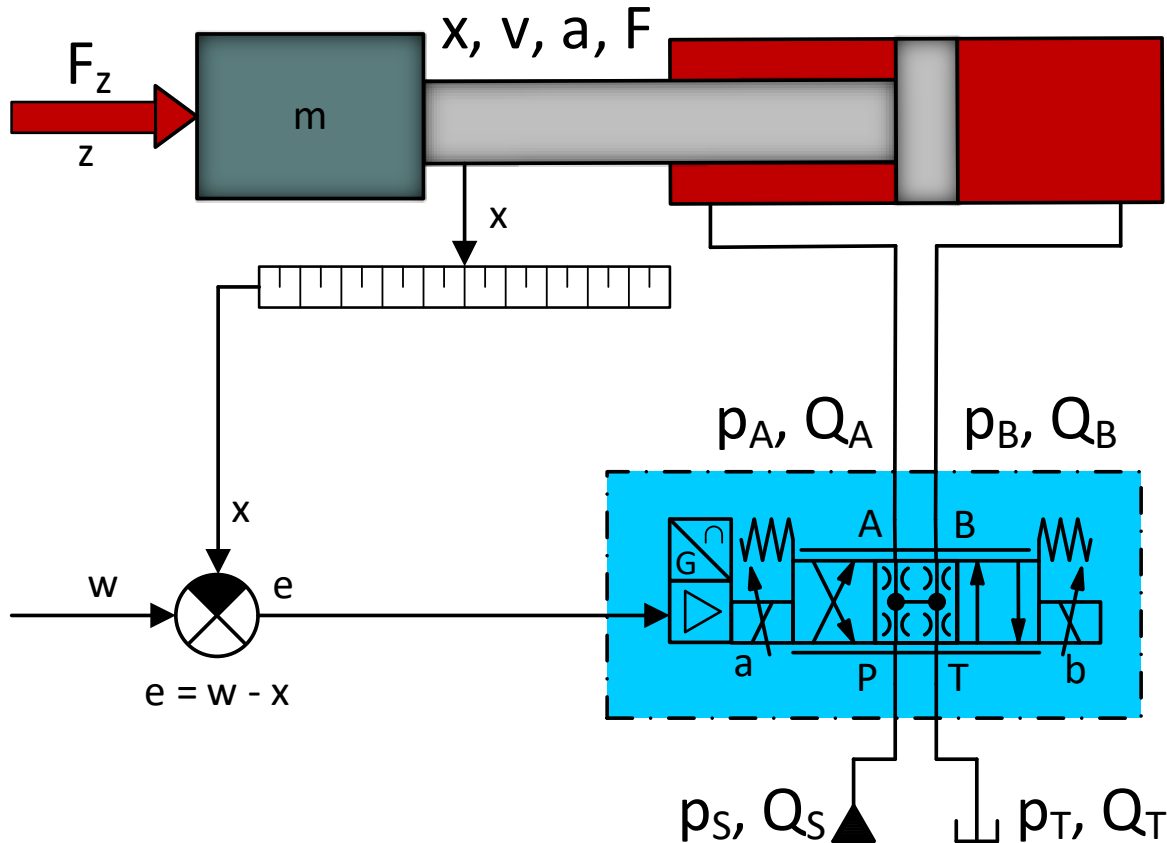 x, v, a, F
F_z
m
z
x
p_A, Q_A
p_B, Q_B
x
A
B
G
w
e
a
b
P
T
e = w - x
p_S, Q_S
p_T, Q_T